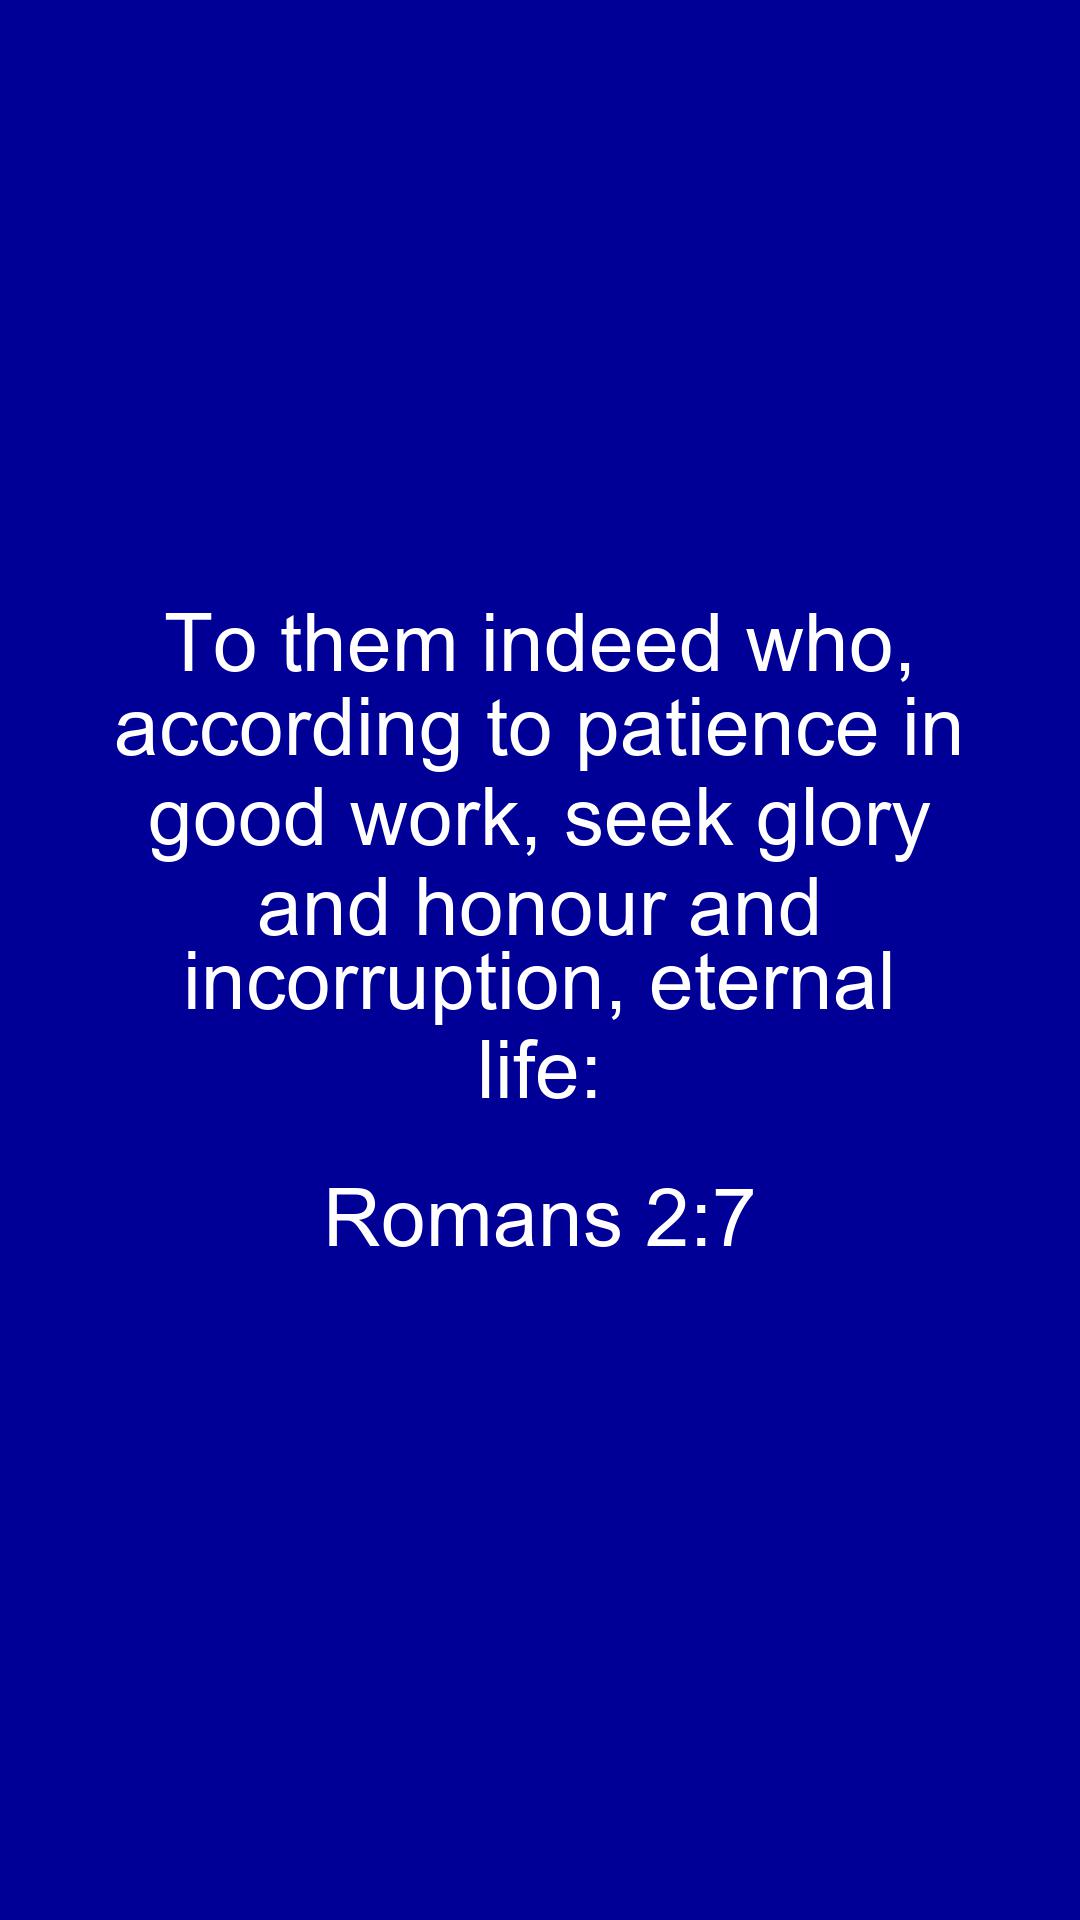 To them indeed who,
according to patience in
good work, seek glory
and honour and
incorruption, eternal
life:
Romans 2:7